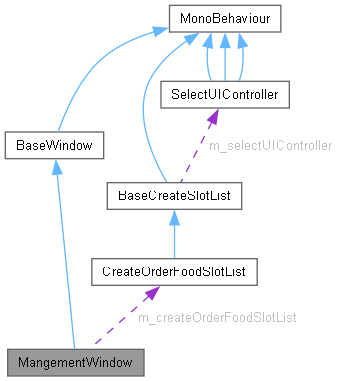 MonoBehaviour
SelectUIController
BaseWindow
m_selectUIController
BaseCreateSlotList
CreateOrderFoodSlotList
m_createOrderFoodSlotList
MangementWindow